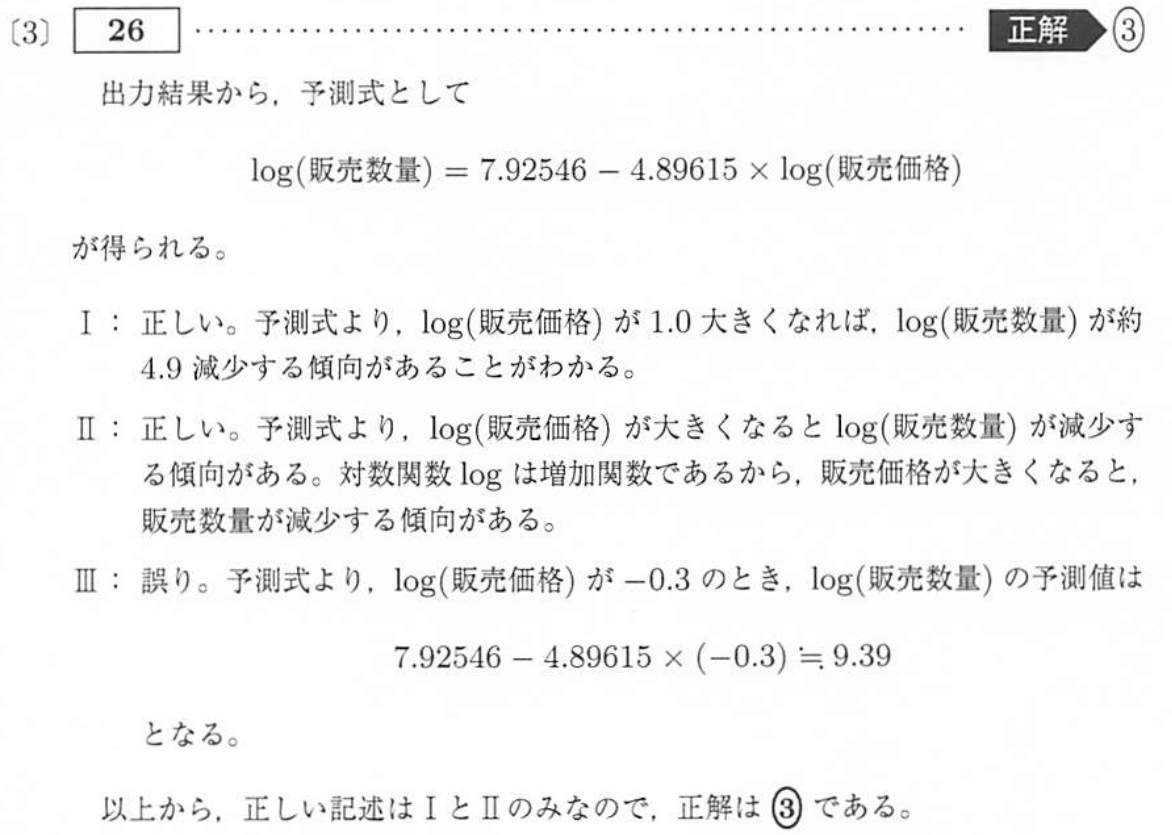 〔3〕 26 ……………………………………………………… 正解 ③
出力結果から，予測式として
log(販売数量) = 7.92546 − 4.89615 × log(販売価格)
が得られる。
Ⅰ： 正しい。予測式より，log(販売価格) が 1.0 大きくなれば，log(販売数量) が約
4.9 減少する傾向があることがわかる。
Ⅱ： 正しい。予測式より，log(販売価格) が大きくなると log(販売数量) が減少す
る傾向がある。対数関数 log は増加関数であるから，販売価格が大きくなると，
販売数量が減少する傾向がある。
Ⅲ： 誤り。予測式より，log(販売価格) が −0.3 のとき，log(販売数量) の予測値は
7.92546 − 4.89615 × (−0.3) ≒ 9.39
となる。
以上から，正しい記述はⅠとⅡのみなので，正解は ③ である。